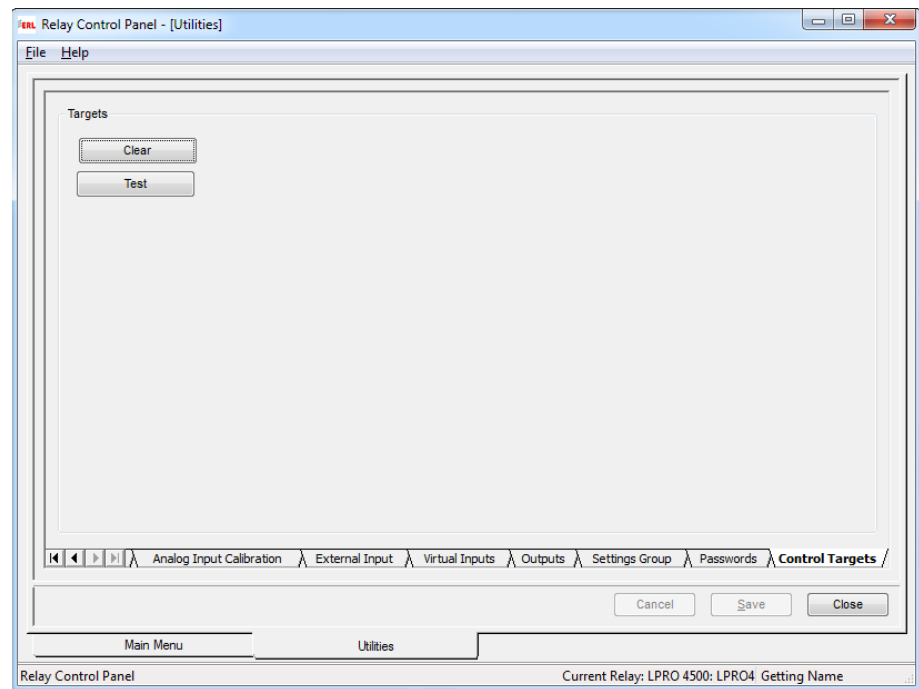 ERL Relay Control Panel - [Utilities]
File Help
Targets
Clear
Test
Analog Input Calibration External Input Virtual Inputs Outputs Settings Group Passwords Control Targets
Cancel Save Close
Main Menu Utilities
Relay Control Panel Current Relay: LPRO 4500: LPRO4 Getting Name